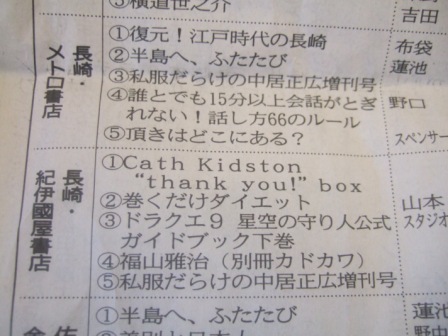 ③横道世之介
吉田
長崎・
メトロ書店
①復元！江戸時代の長崎
布袋
②半島へ、ふたたび
蓮池
③私服だらけの中居正広増刊号
④誰とでも15分以上会話がとぎ
野口
れない！話し方66のルール
⑤頂きはどこにある？
スペンサー
長崎・
紀伊國屋書店
①Cath Kidston
“thank you!” box
②巻くだけダイエット
山本
③ドラクエ９ 星空の守り人公式
スタジオ
ガイドブック下巻
④福山雅治（別冊カドカワ）
⑤私服だらけの中居正広増刊号
①半島へ、ふたたび
蓮池